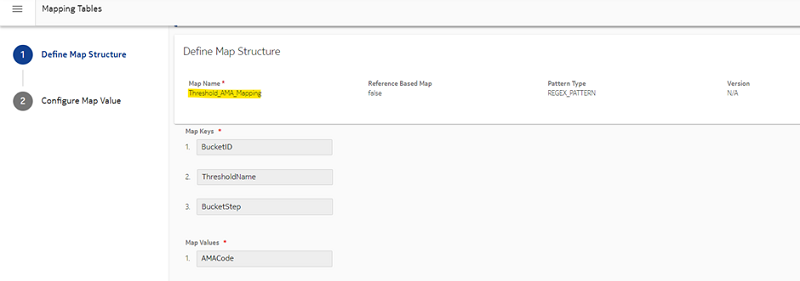 Mapping Tables
1 Define Map Structure
2 Configure Map Value
Define Map Structure
Map Name * Reference Based Map Pattern Type Version
Threshold_AMA_Mapping false REGEX_PATTERN N/A
Map Keys *
1. BucketID
2. ThresholdName
3. BucketStep
Map Values *
1. AMACode